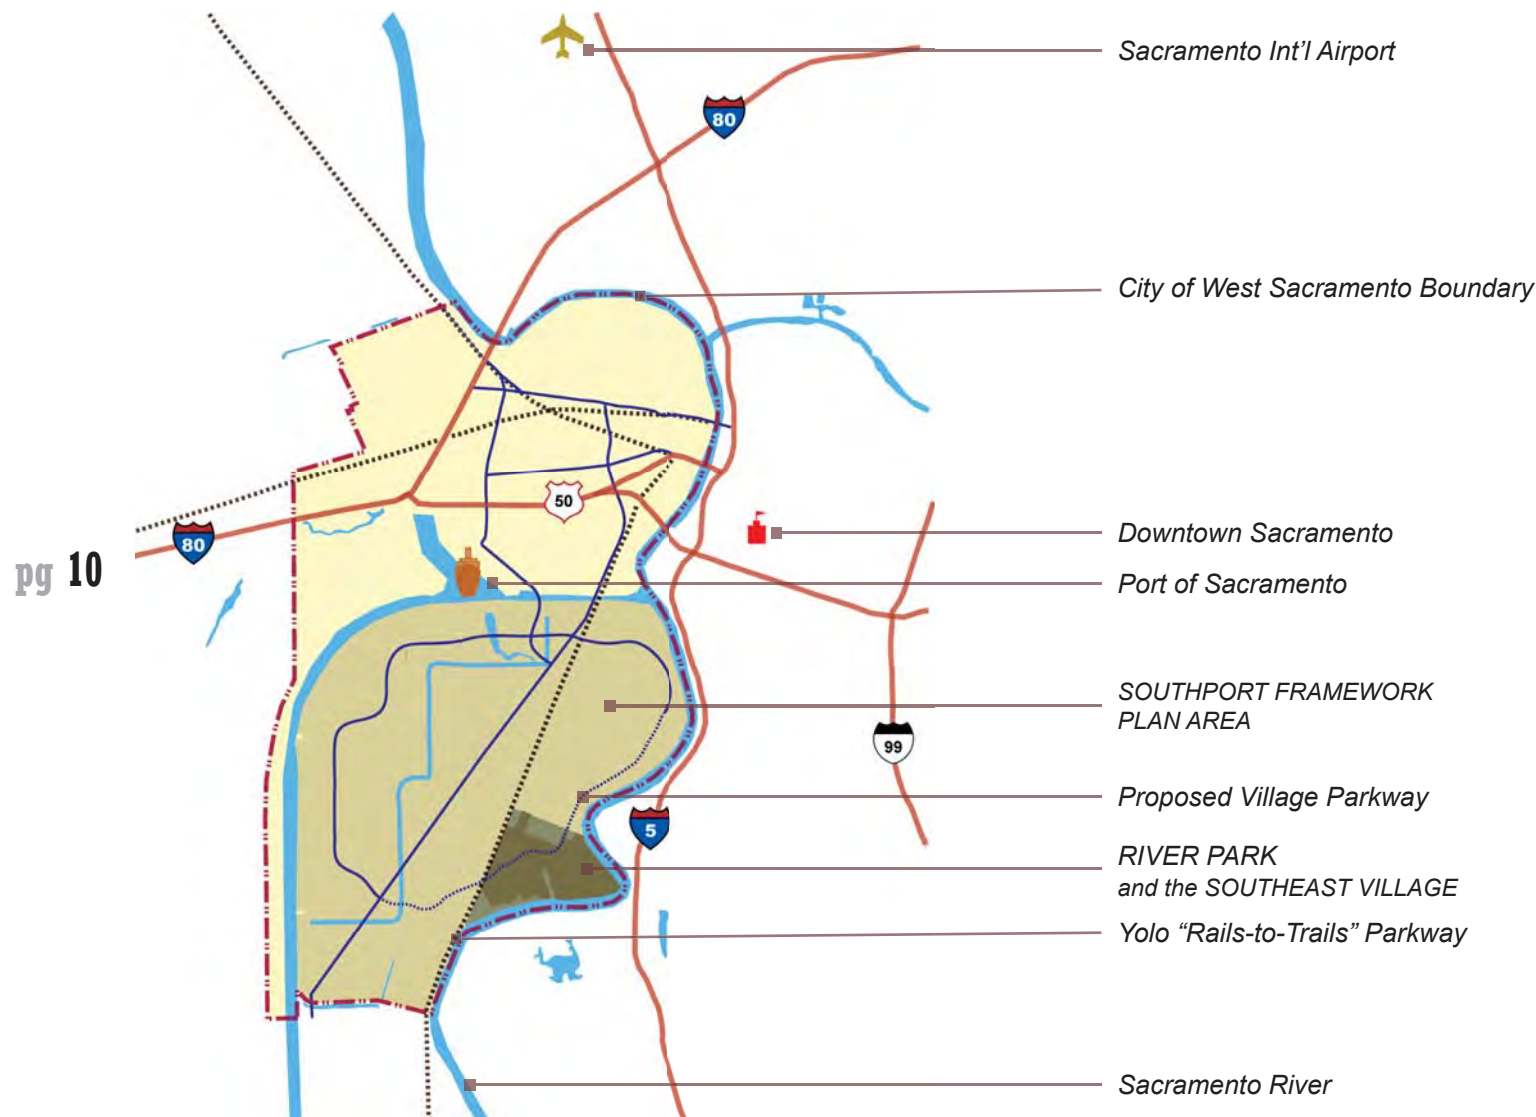 Sacramento Int’l Airport
80
City of West Sacramento Boundary
50
80
Downtown Sacramento
pg 10
Port of Sacramento
SOUTHPORT FRAMEWORK
PLAN AREA
99
Proposed Village Parkway
5
RIVER PARK
and the SOUTHEAST VILLAGE
Yolo “Rails-to-Trails” Parkway
Sacramento River